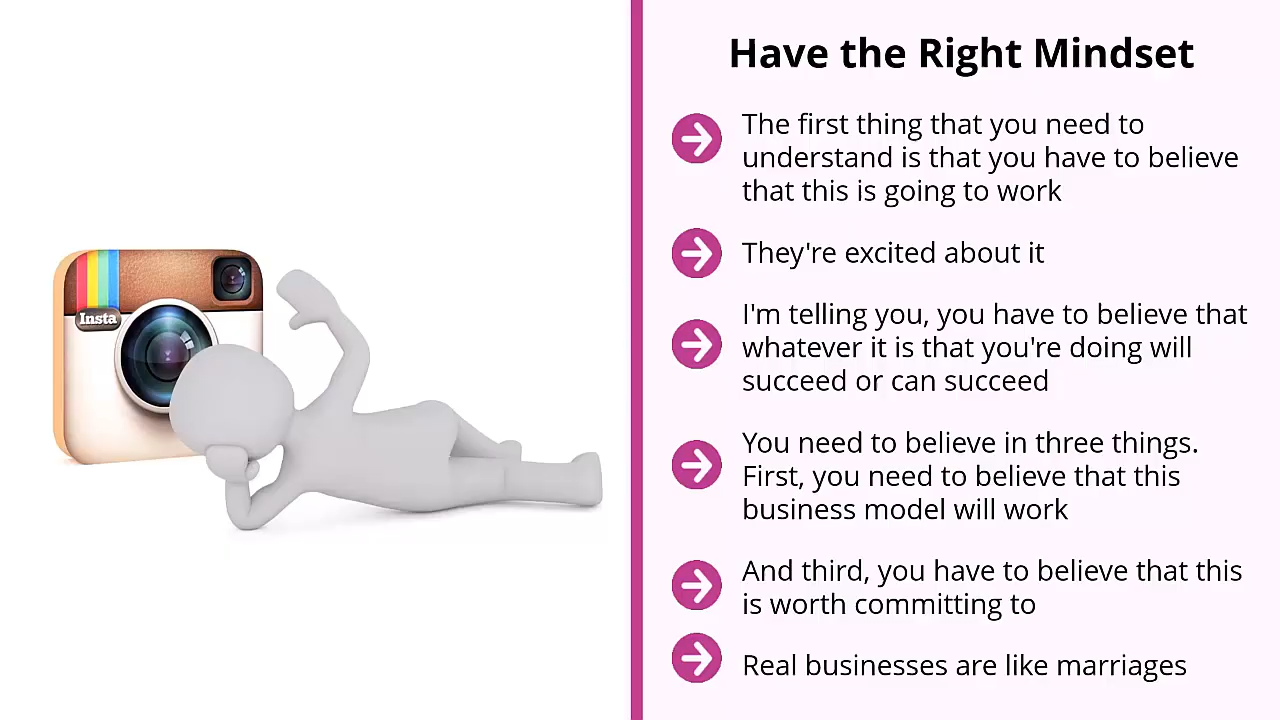 Have the Right Mindset
The first thing that you need to
understand is that you have to believe
that this is going to work
They're excited about it
I'm telling you, you have to believe that
whatever it is that you're doing will
succeed or can succeed
You need to believe in three things.
First, you need to believe that this
business model will work
And third, you have to believe that this
is worth committing to
Real businesses are like marriages
Insta